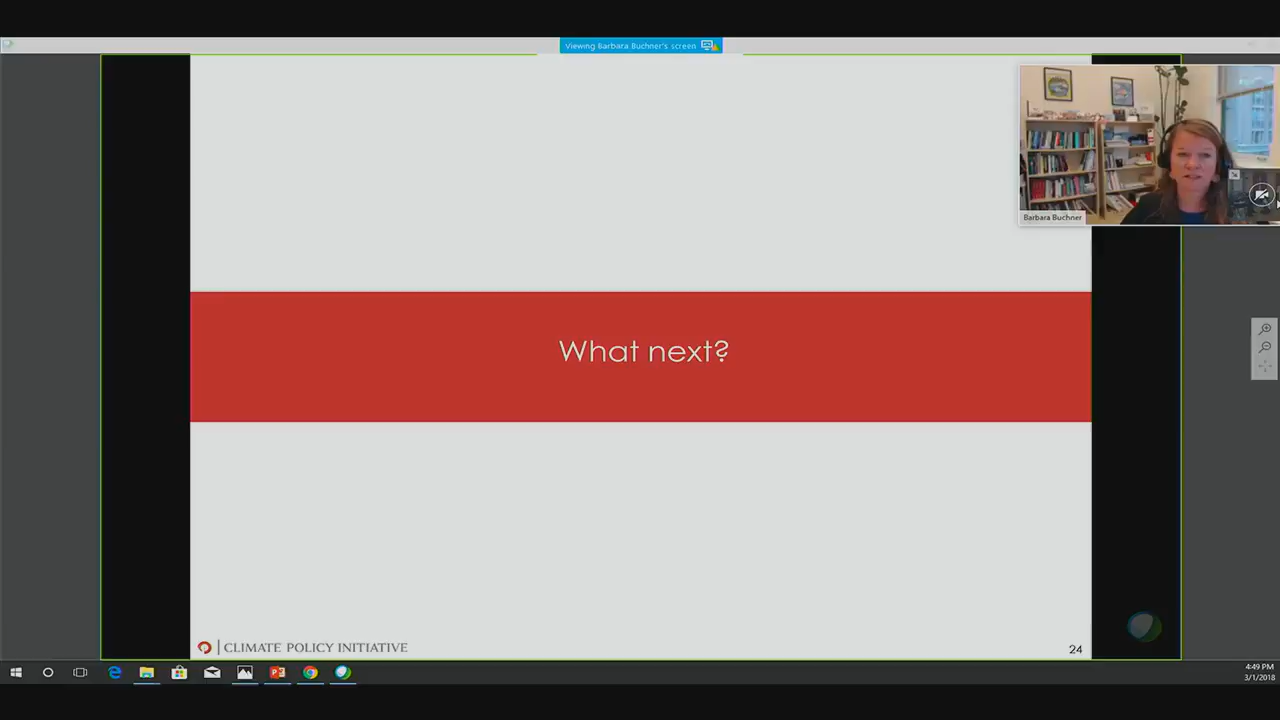 Viewing Barbara Buchner's screen
Barbara Buchner
What next?
CLIMATE POLICY INITIATIVE
24
4:49 PM
3/1/2018